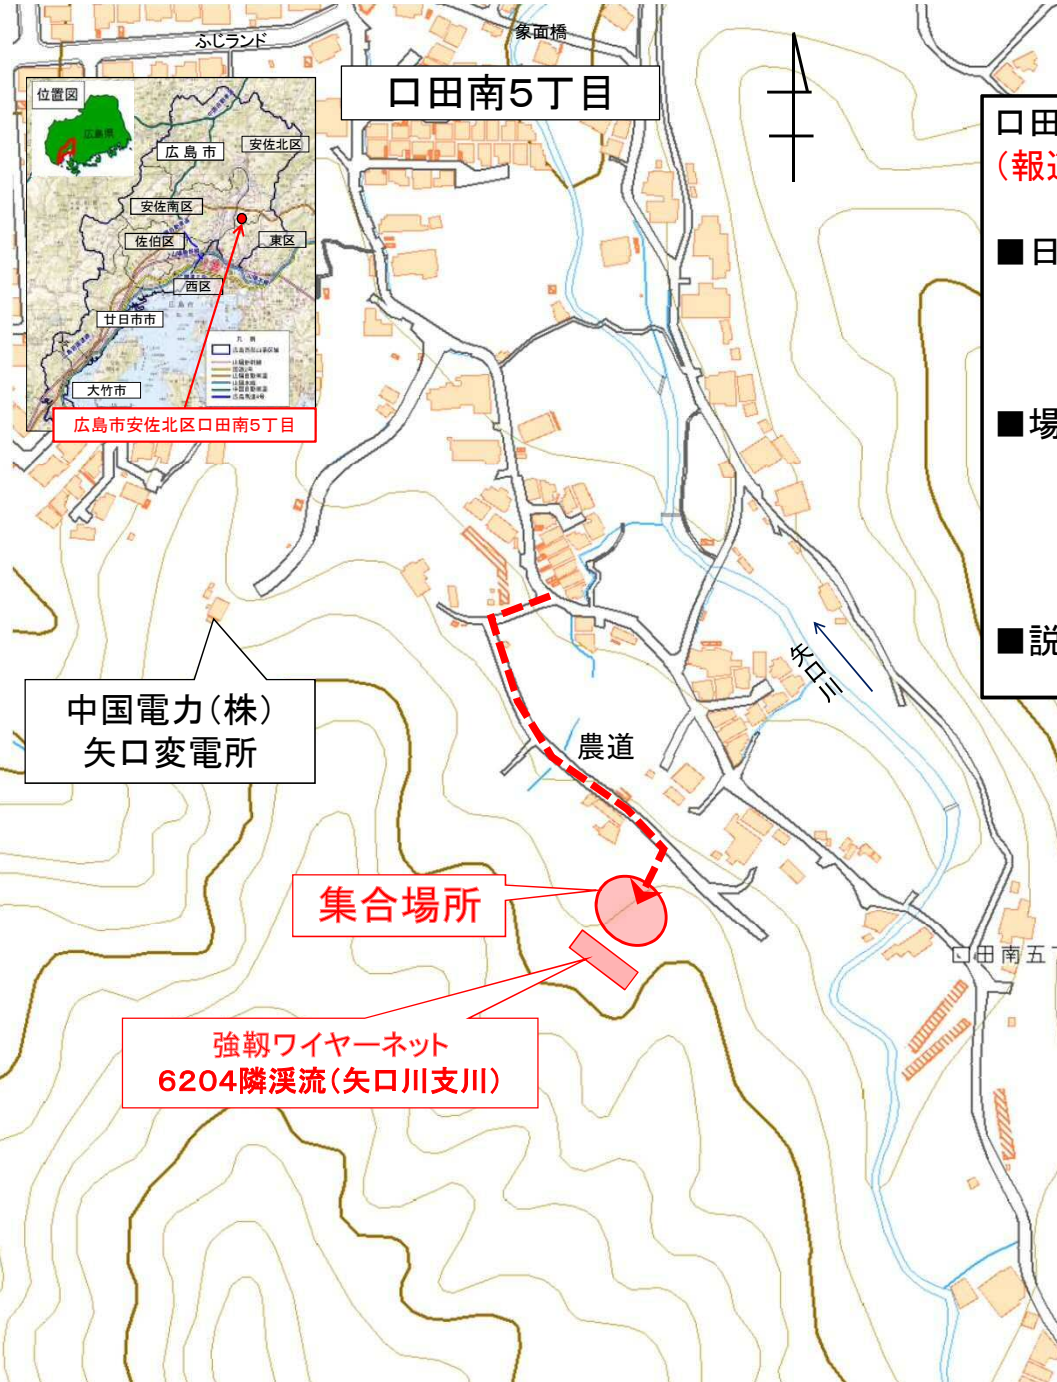 ふじランド
象面橋
口田南5丁目
位置図
広島県
広島市
安佐北区
安佐南区
佐伯区
東区
西区
廿日市市
大竹市
凡例
広島市安佐北区口田南5丁目
口田
(報道
■日
■場
■説
中国電力(株)
矢口変電所
矢口川
農道
集合場所
強靱ワイヤーネット
6204隣渓流(矢口川支川)
口田南五丁